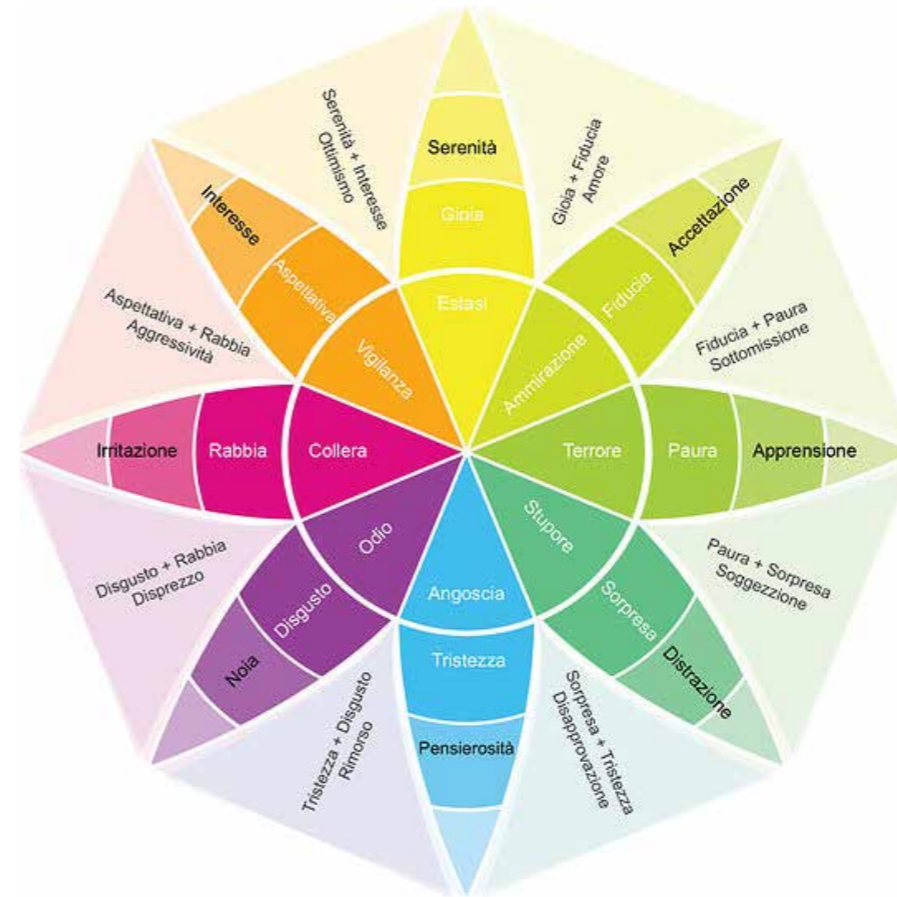 Serenità + Interesse
Ottimismo
Serenità
Gioia
Estasi
Gioia + Fiducia
Amore
Interesse
Aspettativa
Vigilanza
Accettazione
Fiducia
Ammirazione
Aspettativa + Rabbia
Aggressività
Fiducia + Paura
Sottomissione
Irritazione
Rabbia
Collera
Terrore
Paura
Apprensione
Disgusto + Rabbia
Disprezzo
Odio
Disgusto
Noia
Angoscia
Tristezza
Pensierosità
Stupore
Sorpresa
Distrazione
Paura + Sorpresa
Soggezzione
Tristezza + Disgusto
Rimorso
Sorpresa + Tristezza
Disapprovazione